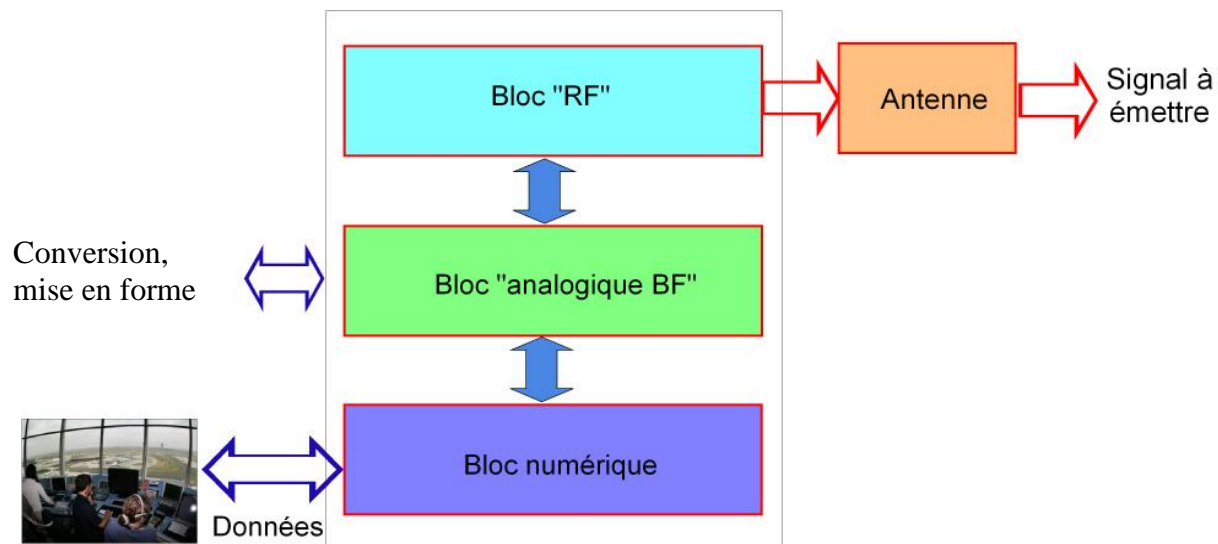 Bloc "RF"
Antenne
Signal à
émettre
Conversion,
mise en forme
Bloc "analogique BF"
Bloc numérique
Données